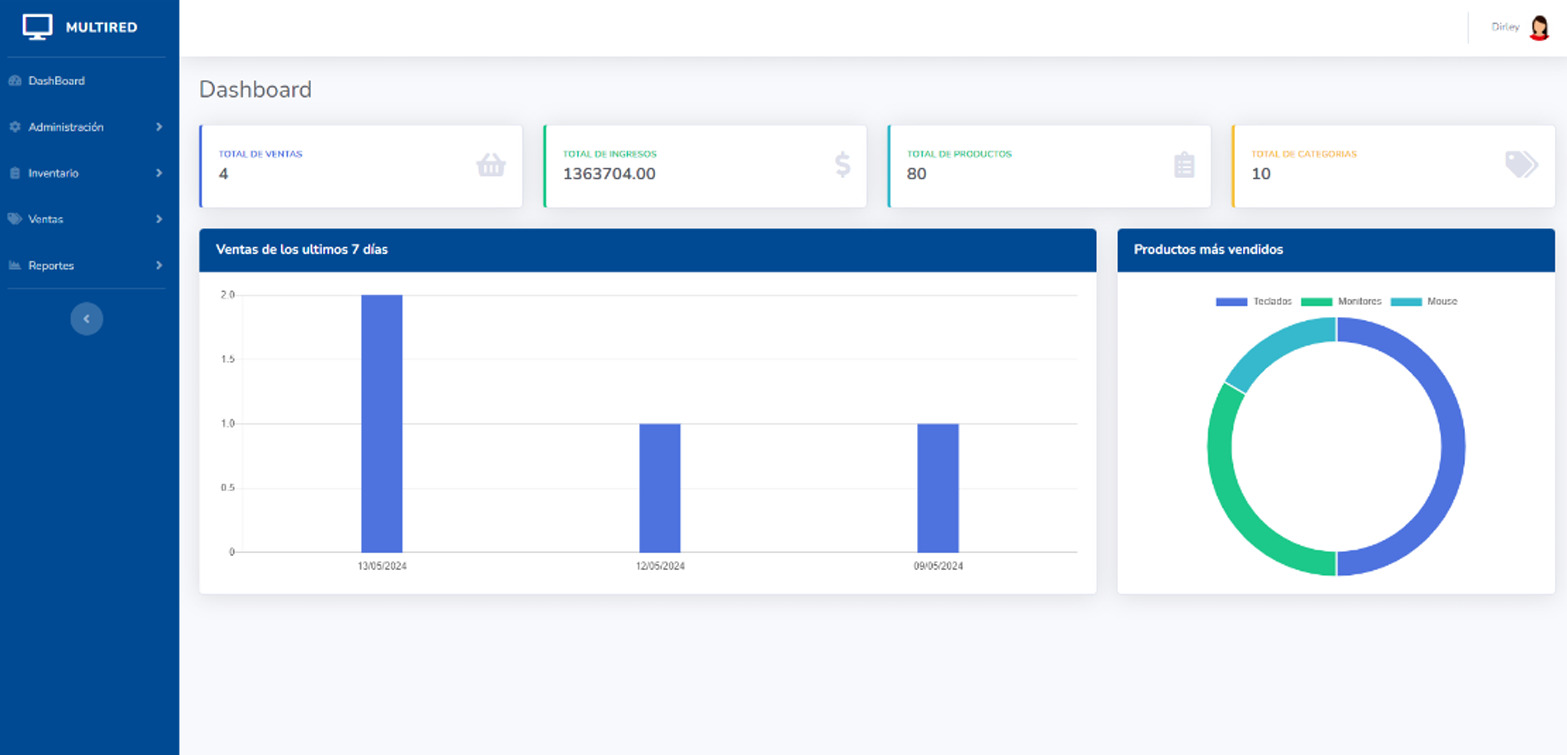 MULTIRED
Dirley
DashBoard
Administración
Inventario
Ventas
Reportes
Dashboard
TOTAL DE VENTAS
4
TOTAL DE INGRESOS
1363704.00
TOTAL DE PRODUCTOS
80
TOTAL DE CATEGORIAS
10
Ventas de los ultimos 7 días
2.0
1.5
1.0
0.5
0
13/05/2024 12/05/2024 09/05/2024
Productos más vendidos
Teclados Monitores Mouse